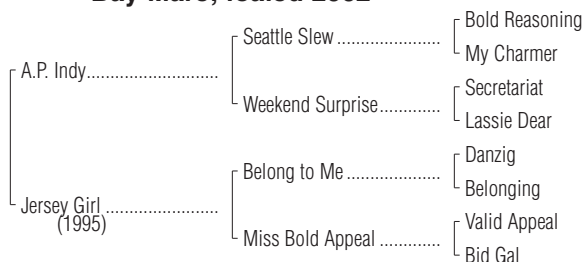 Bay Mare; foaled 2002
Bold Reasoning
Seattle Slew
My Charmer
A.P. Indy
Secretariat
Weekend Surprise
Lassie Dear
Danzig
Belong to Me
Belonging
Jersey Girl
(1995)
Valid Appeal
Miss Bold Appeal
Bid Gal